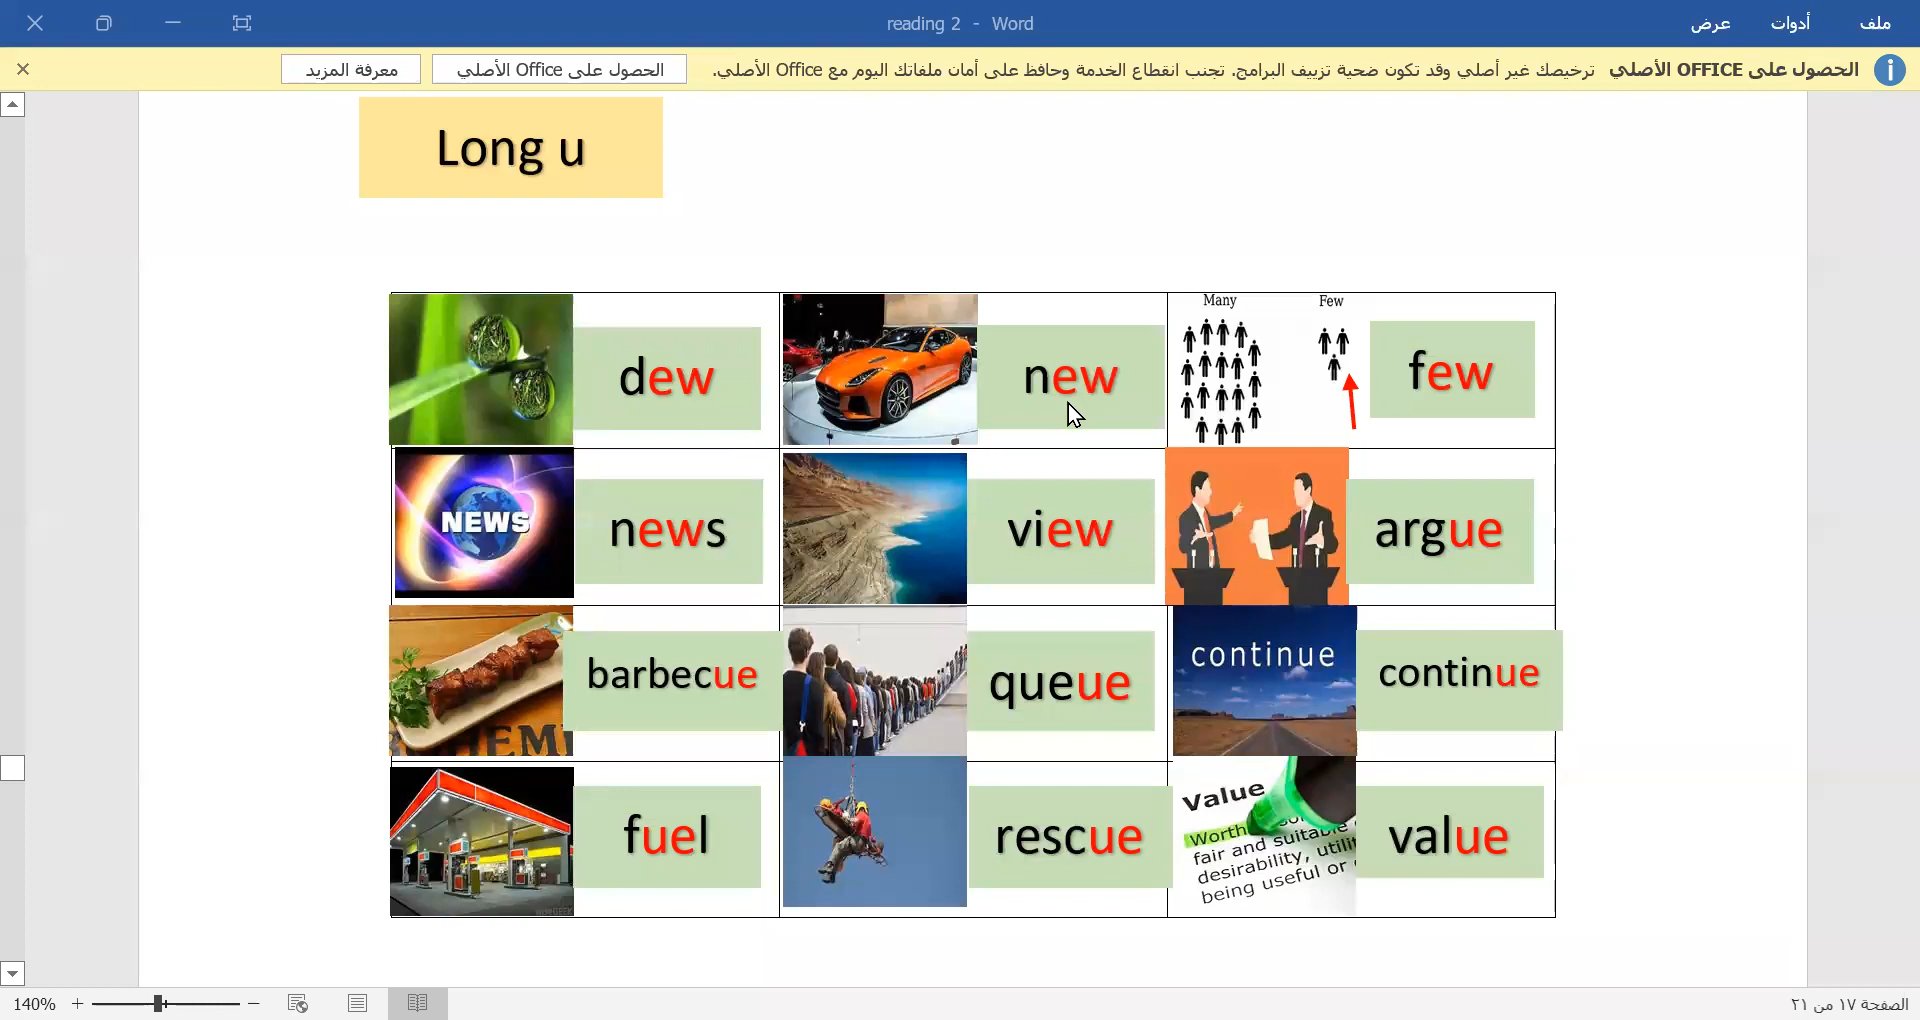 reading 2 - Word
ملف
أدوات
عرض
الحصول على OFFICE الأصلي ترخيصك غير أصلي وقد تكون ضحية تزييف البرامج. تجنب انقطاع الخدمة وحافظ على أمان ملفاتك اليوم مع Office الأصلي.
الحصول على Office الأصلي
معرفة المزيد
Long u
dew
new
Many
Few
few
NEWS
news
view
argue
barbecue
queue
continue
continue
fuel
rescue
Value
Worth
fair and suitable
desirability, utili
being useful or
value
140%
الصفحة ١٧ من ٢١